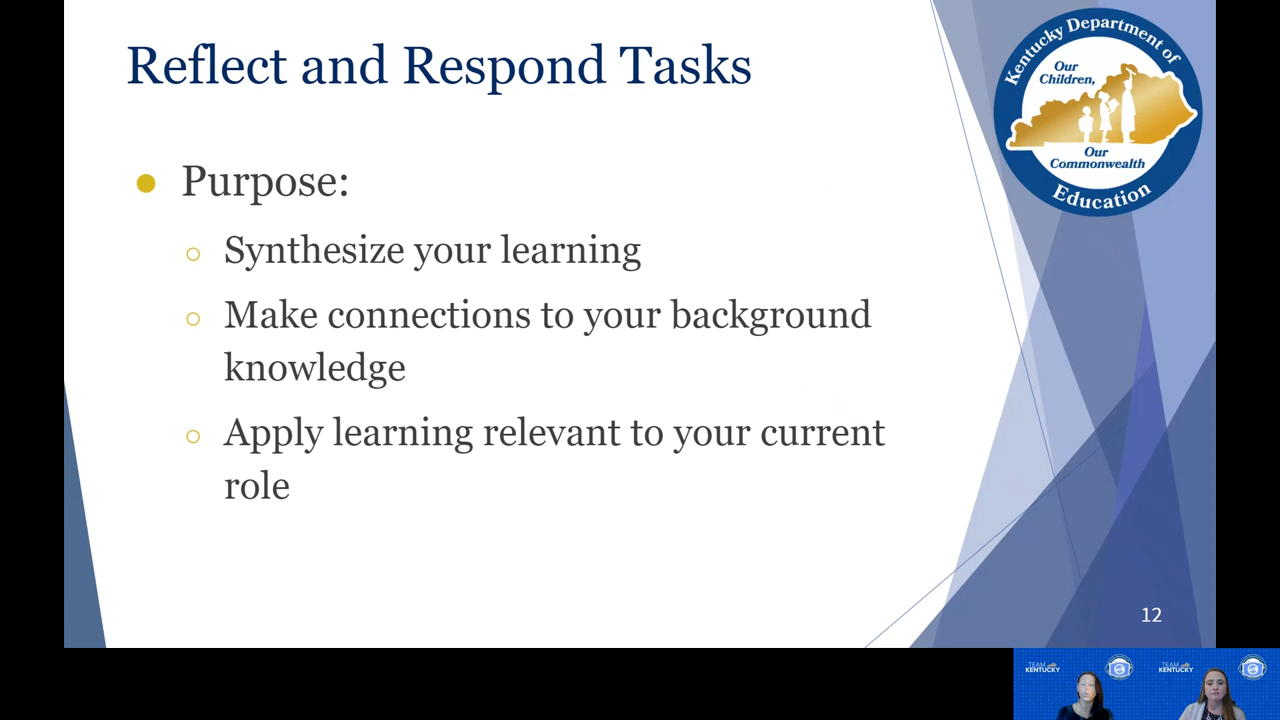 Reflect and Respond Tasks
Kentucky Department of
Our
Children,
Our
Commonwealth
Education
Purpose:
Synthesize your learning
Make connections to your background
knowledge
Apply learning relevant to your current
role
12
TEAM
KENTUCKY
TEAM
KENTUCKY